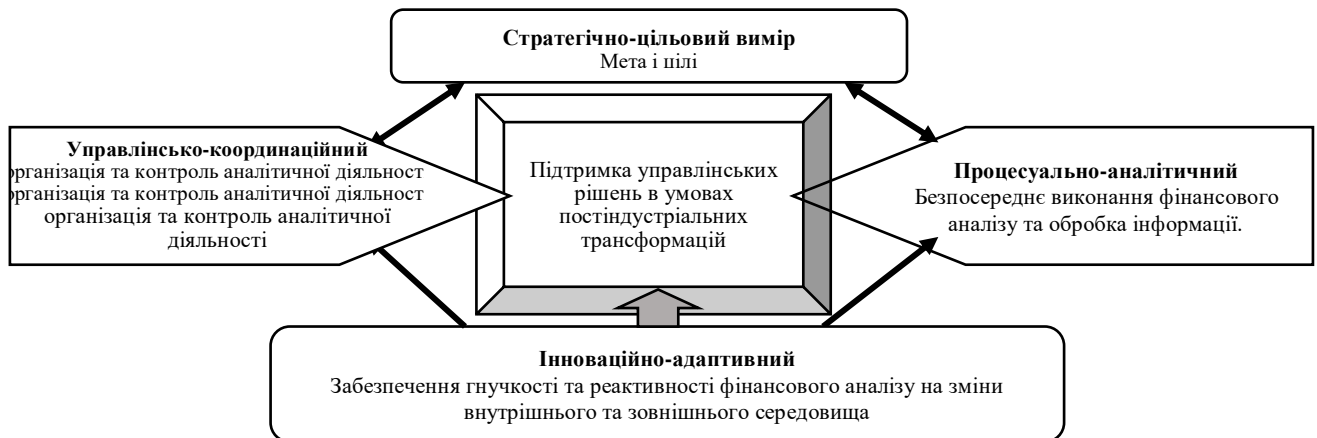 Стратегічно-цільовий вимір
Мета і цілі
Управлінсько-координаційний
організація та контроль аналітичної діяльност
організація та контроль аналітичної діяльност
організація та контроль аналітичної
діяльності
Підтримка управлінських
рішень в умовах
постіндустріальних
трансформацій
Процесуально-аналітичний
Безпосереднє виконання фінансового
аналізу та обробка інформації.
Інноваційно-адаптивний
Забезпечення гнучкості та реактивності фінансового аналізу на зміни
внутрішнього та зовнішнього середовища